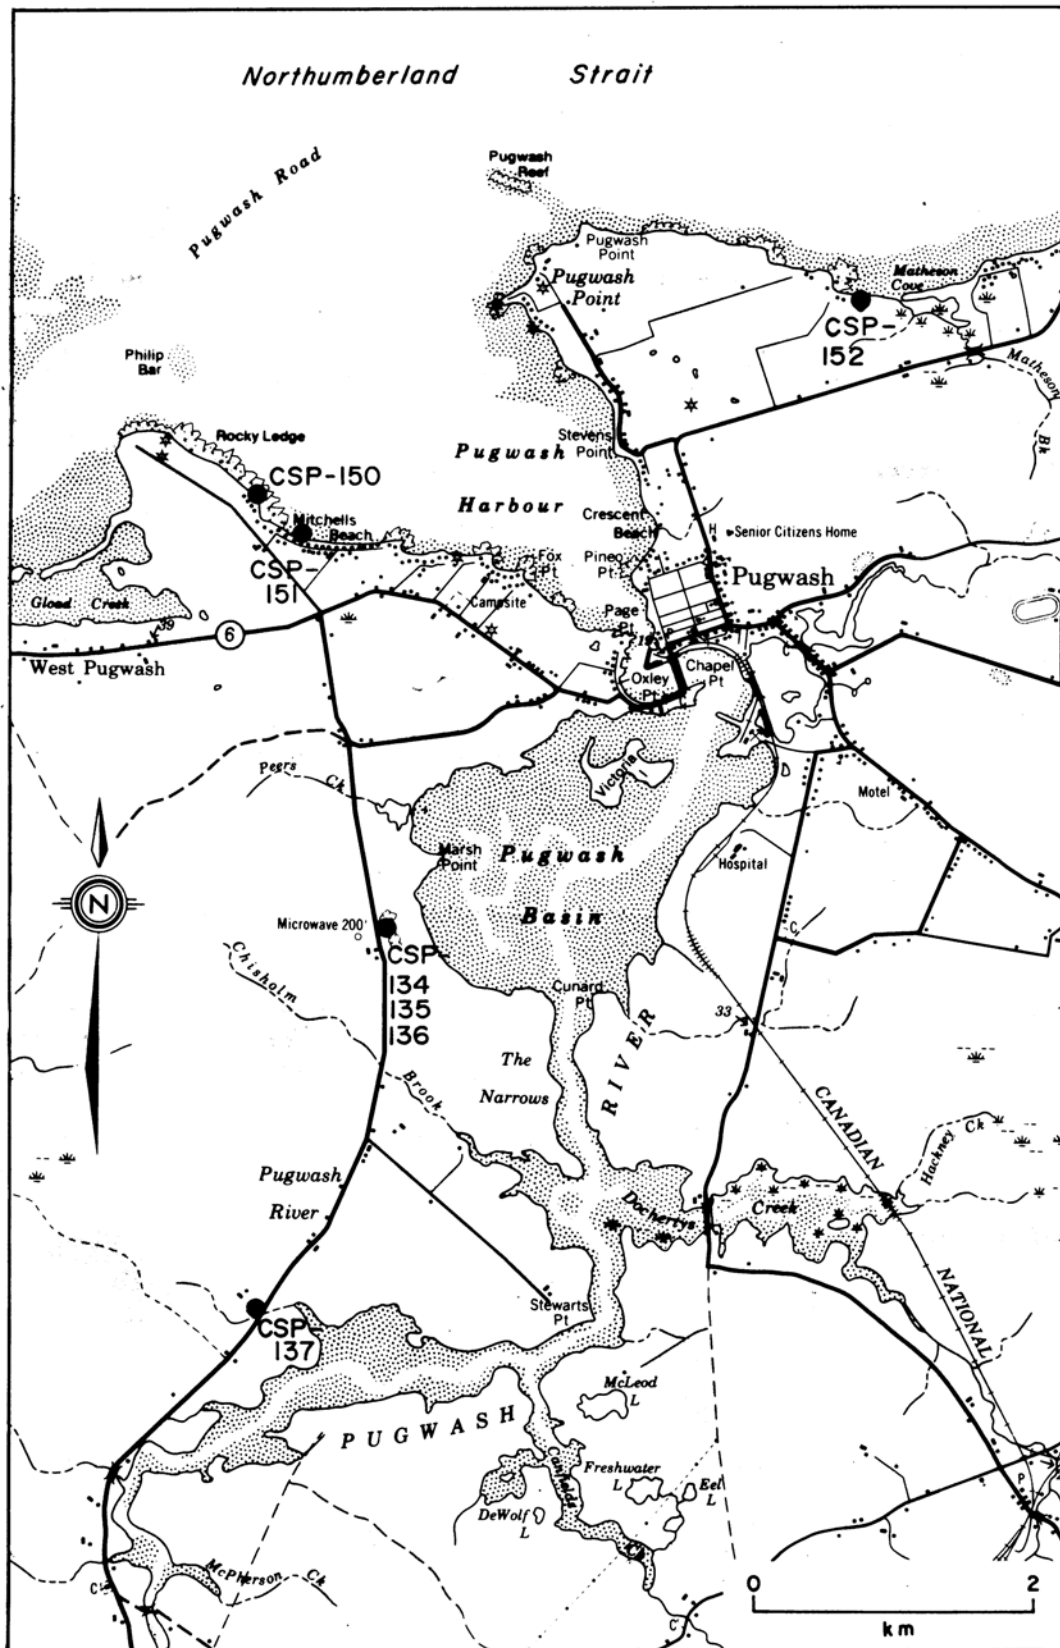 Northumberland Strait
Pugwash Road
Pugwash
Reef
Pugwash
Point
Pugwash
Point
Matheson
Cove
CSP-
152
Matheson
Bk
Philip
Bar
Rocky Ledge
Stevens
Point
Pugwash
Harbour
CSP-150
Mitchells
Beach
CSP-
151
Crescent
Beach
H
Senior Citizens Home
Fox
Pt
Pineo
Pt
Pugwash
Gload Creek
Campsite
Page
Pt
39
6
West Pugwash
Oxley
Pt
Chapel
Pt
Peers
Ck
Victoria
I
Motel
Marsh
Point
Pugwash
Basin
Hospital
N
Microwave 200'
CSP-
134
135
136
C
Chisholm
Brook
Cunard
Pt
33
The
Narrows
RIVER
CANADIAN
NATIONAL
Hackney Ck
Pugwash
River
Dochertys
Creek
Stewarts
Pt
CSP-
137
McLeod
L
PUGWASH
Canfields
Ck
Freshwater
L
Eel
L
DeWolf
L
P
McPherson Ck
C
C
0 2
km